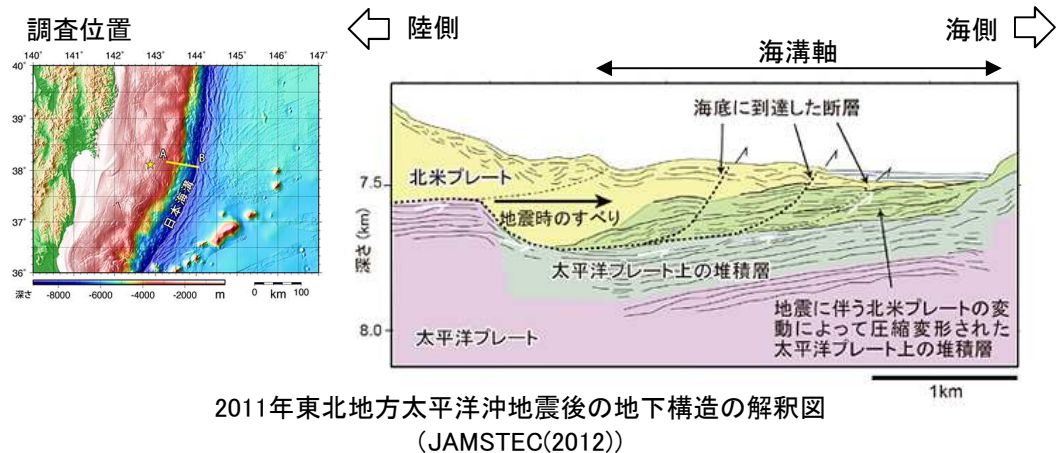 調査位置
陸側
海側
海溝軸
140°
141°
142°
143°
144°
145°
146°
147°
40°
39°
38°
37°
36°
A
B
日本海溝
深さ
-8000
-6000
-4000
-2000
m
0
km
100
海底に到達した断層
北米プレート
地震時のすべり
太平洋プレート上の堆積層
地震に伴う北米プレートの変
動によって圧縮変形された
太平洋プレート上の堆積層
太平洋プレート
7.5
深さ(km)
8.0
1km
2011年東北地方太平洋沖地震後の地下構造の解釈図
(JAMSTEC(2012))